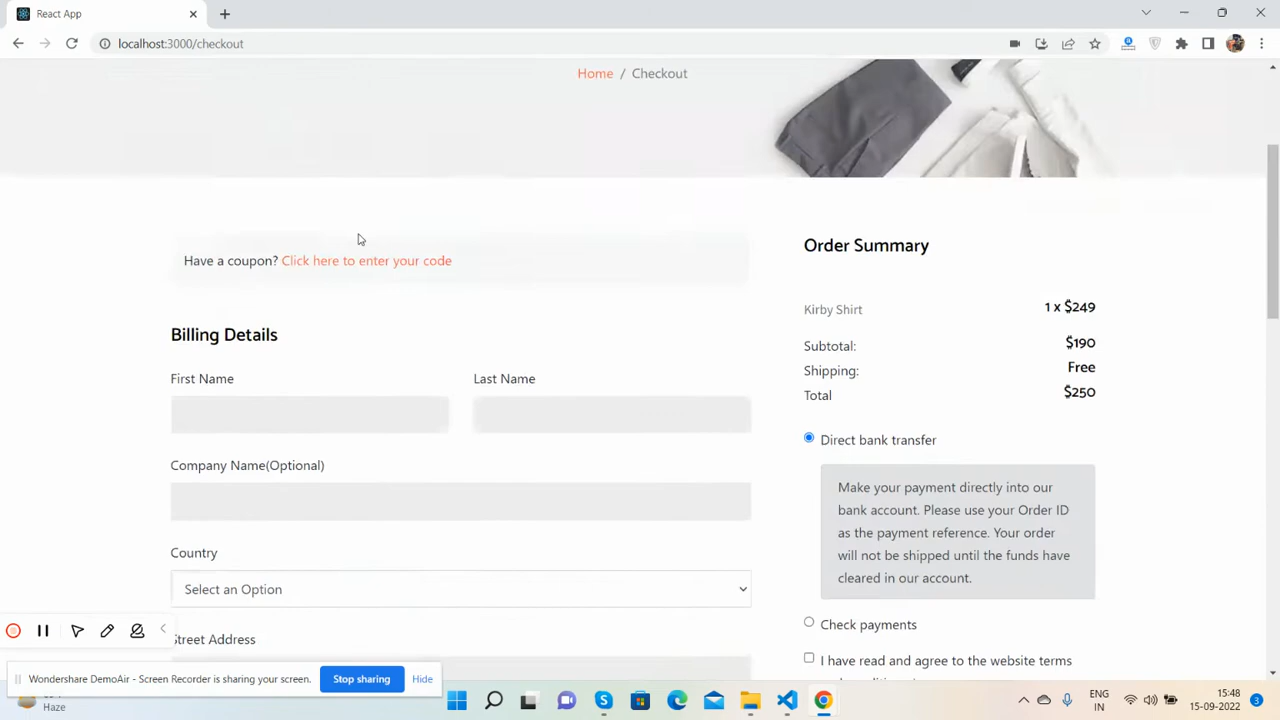 React App
localhost:3000/checkout
Home / Checkout
Have a coupon? Click here to enter your code
Order Summary
Kirby Shirt 1 x $249
Subtotal: $190
Shipping: Free
Total $250
Billing Details
First Name Last Name
Company Name(Optional)
Country
Select an Option
Street Address
Direct bank transfer
Make your payment directly into our
bank account. Please use your Order ID
as the payment reference. Your order
will not be shipped until the funds have
cleared in our account.
Check payments
I have read and agree to the website terms
Wondershare DemoAir - Screen Recorder is sharing your screen. Stop sharing Hide
Haze
ENG
IN
15:48
15-09-2022
3